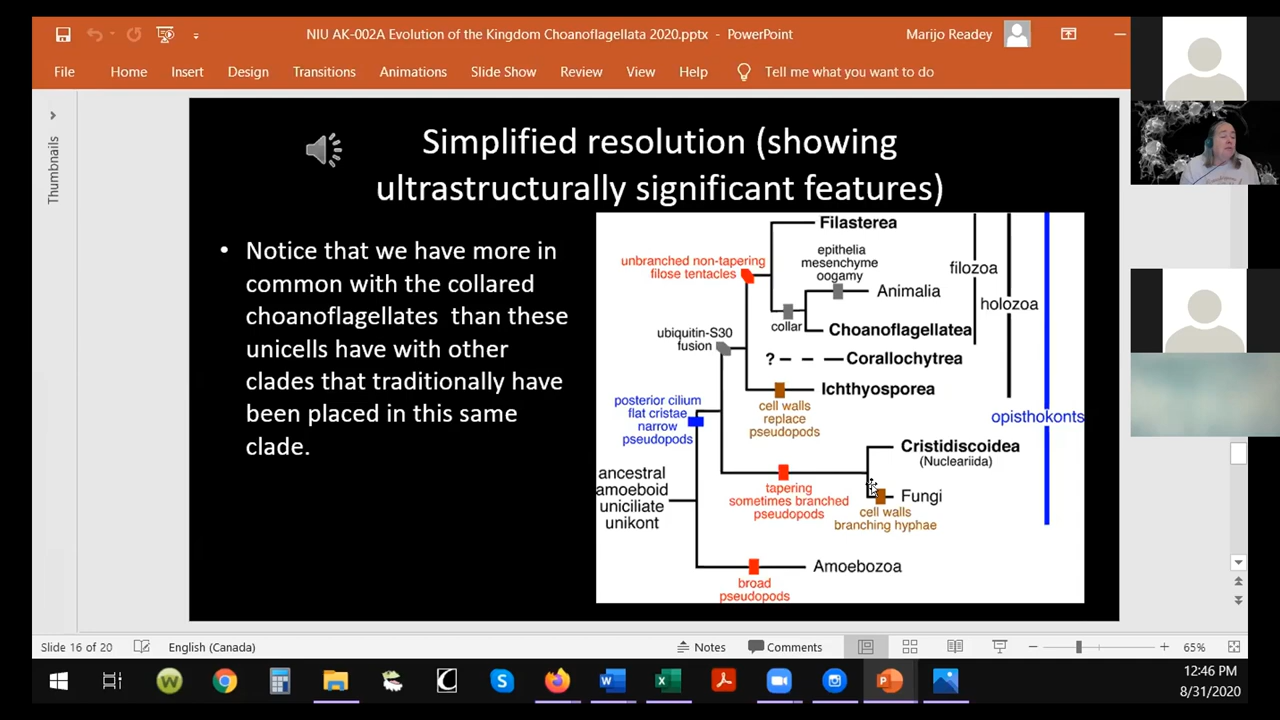 NIU AK-002A Evolution of the Kingdom Choanoflagellata 2020.pptx - PowerPoint
Marijo Readey
File Home Insert Design Transitions Animations Slide Show Review View Help Tell me what you want to do
Thumbnails
Simplified resolution (showing
ultrastructurally significant features)
• Notice that we have more in
common with the collared
choanoflagellates than these
unicells have with other
clades that traditionally have
been placed in this same
clade.
Filasterea
unbranched non-tapering
filose tentacles
epithelia
mesenchyme
oogamy
Animalia
filozoa
holozoa
collar
Choanoflagellatea
ubiquitin-S30
fusion
? Corallochytrea
Ichthyosporea
cell walls
replace
pseudopods
posterior cilium
flat cristae
narrow
pseudopods
opisthokonts
Cristidiscoidea
(Nucleariida)
ancestral
amoeboid
uniciliate
unikont
tapering
sometimes branched
pseudopods
Fungi
cell walls
branching hyphae
Amoebozoa
broad
pseudopods
Slide 16 of 20 English (Canada) Notes Comments 65%
12:46 PM
8/31/2020